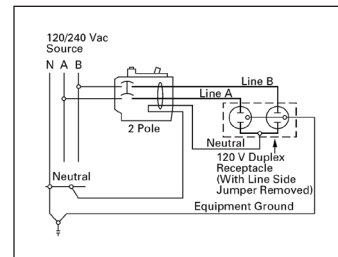 120/240 Vac
Source
N A B
Line B
Line A
2 Pole
Neutral
120 V Duplex
Receptacle
(With Line Side
Jumper Removed)
Neutral
Equipment Ground